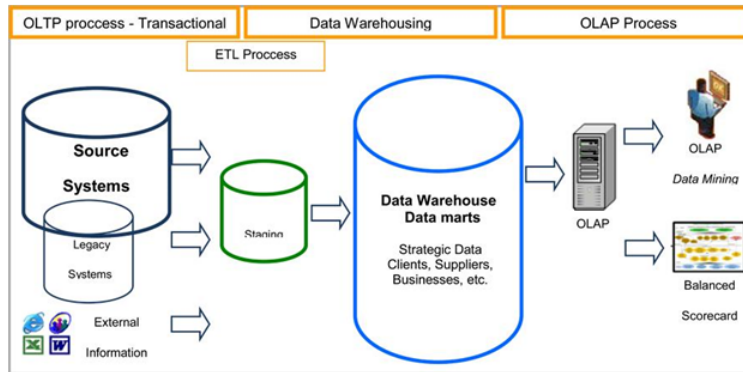 OLTP proccess - Transactional
Data Warehousing
OLAP Process
ETL Proccess
Source
Systems
Legacy
Systems
External
Information
Staging
Data Warehouse
Data marts
Strategic Data
Clients, Suppliers,
Businesses, etc.
OLAP
OLAP
Data Mining
Balanced
Scorecard